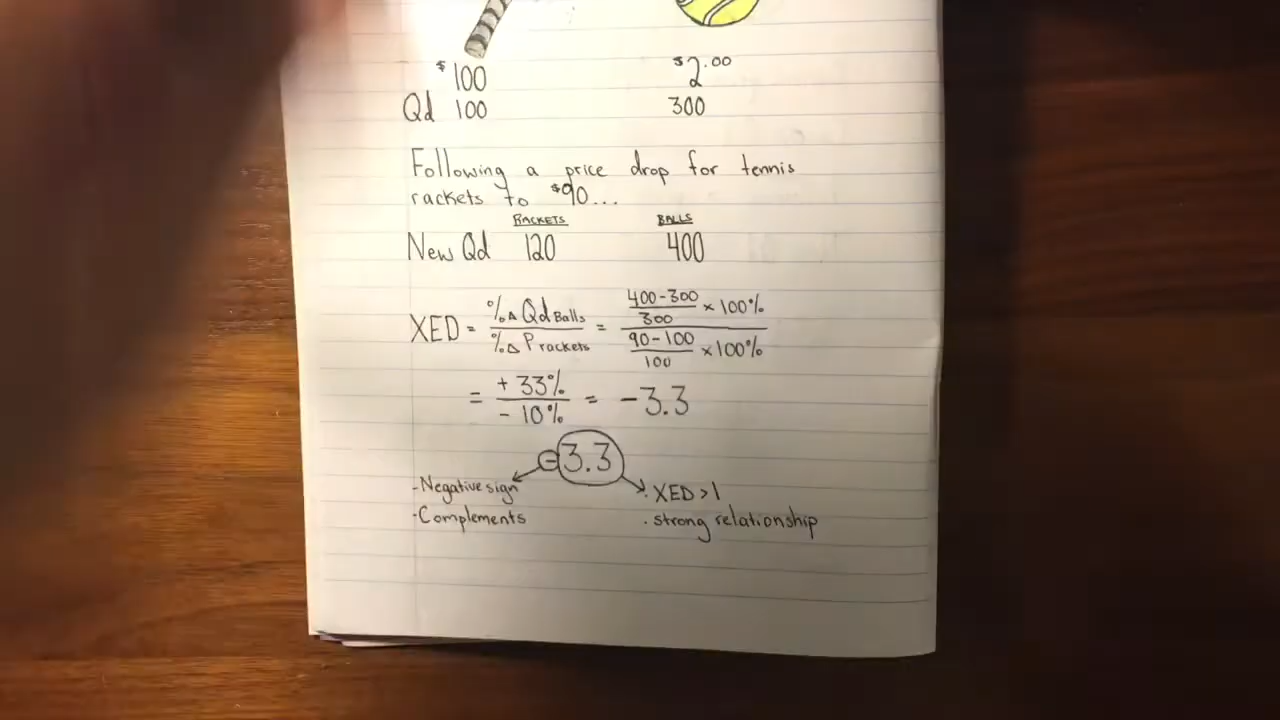 $100 $2.00
Qd 100 300
Following a price drop for tennis
rackets to $90...
RACKETS BALLS
New Qd 120 400
XED = %Δ Qd Balls / %Δ P rackets = (400-300 / 300 × 100%) / (90-100 / 100 × 100%)
= +33% / -10% = -3.3
-3.3
- Negative sign · XED >1
- Complements · strong relationship